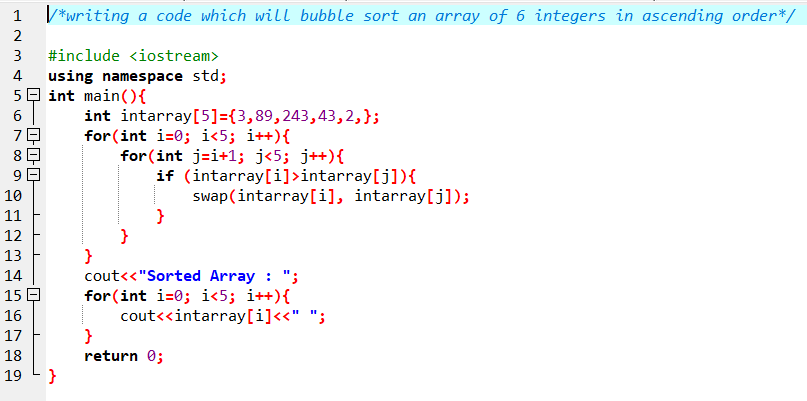 1 /*writing a code which will bubble sort an array of 6 integers in ascending order*/
2
3 #include <iostream>
4 using namespace std;
5 int main(){
6     int intarray[5]={3,89,243,43,2,};
7     for(int i=0; i<5; i++){
8         for(int j=i+1; j<5; j++){
9             if (intarray[i]>intarray[j]){
10                 swap(intarray[i], intarray[j]);
11             }
12         }
13     }
14     cout<<"Sorted Array : ";
15     for(int i=0; i<5; i++){
16         cout<<intarray[i]<<" ";
17     }
18     return 0;
19 }